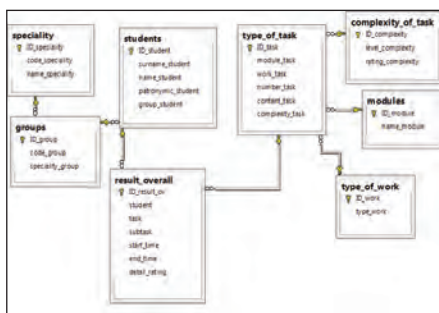 speciality
ID_speciality
code_speciality
name_speciality
groups
ID_group
code_group
speciality_group
students
ID_student
surname_student
name_student
patronymic_student
group_student
result_overall
ID_result_ov
student
task
subtask
start_time
end_time
detail_rating
type_of_task
ID_task
module_task
work_task
number_task
content_task
complexity_task
complexity_of_task
ID_complexity
level_complexity
rating_complexity
modules
ID_module
name_module
type_of_work
ID_work
type_work